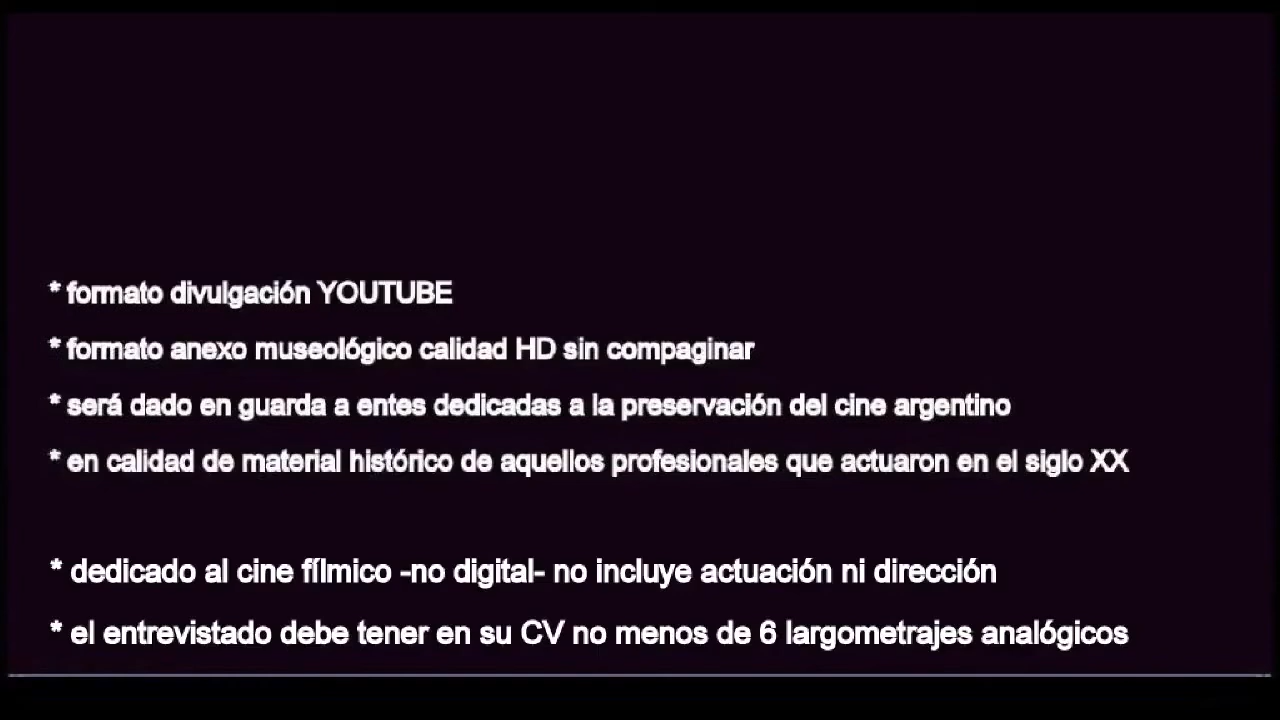 * formato divulgación YOUTUBE
* formato anexo museológico calidad HD sin compaginar
* será dado en guarda a entes dedicadas a la preservación del cine argentino
* en calidad de material histórico de aquellos profesionales que actuaron en el siglo XX
* dedicado al cine fílmico -no digital- no incluye actuación ni dirección
* el entrevistado debe tener en su CV no menos de 6 largometrajes analógicos